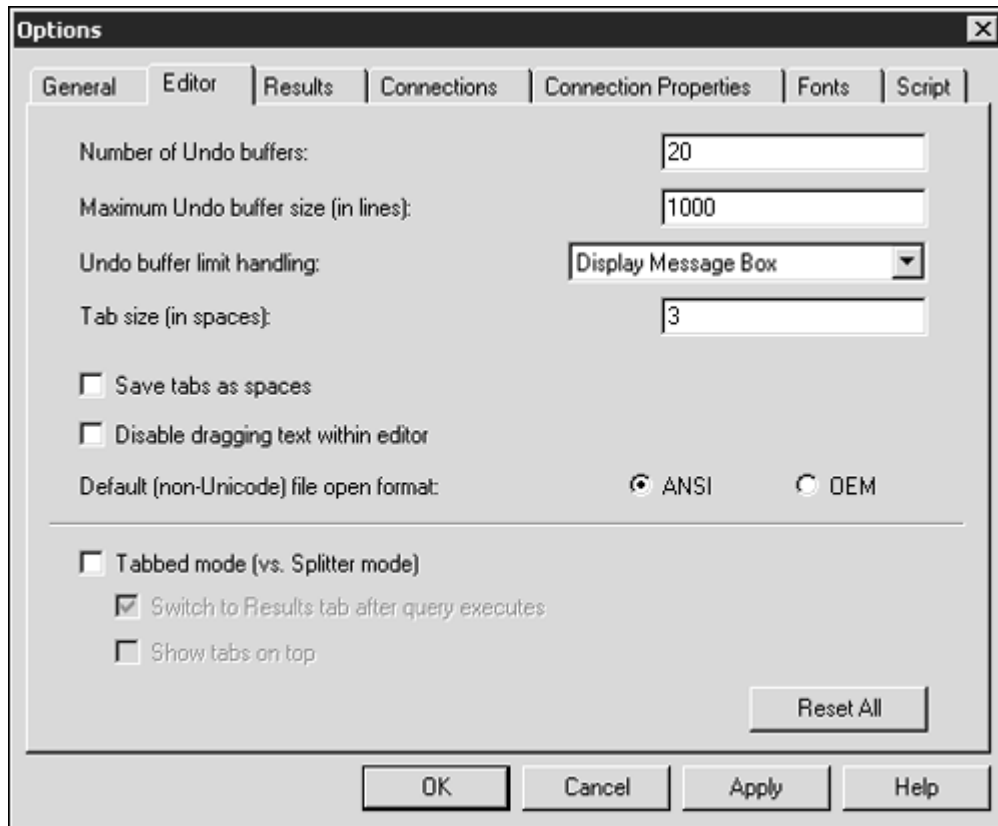 Options
General Editor Results Connections Connection Properties Fonts Script
Number of Undo buffers: 20
Maximum Undo buffer size (in lines): 1000
Undo buffer limit handling: Display Message Box
Tab size (in spaces): 3
Save tabs as spaces
Disable dragging text within editor
Default (non-Unicode) file open format: ANSI OEM
Tabbed mode (vs. Splitter mode)
Switch to Results tab after query executes
Show tabs on top
Reset All
OK Cancel Apply Help